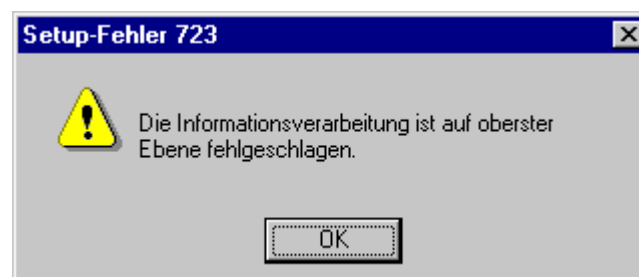 Setup-Fehler 723
Die Informationsverarbeitung ist auf oberster
Ebene fehlgeschlagen.
OK